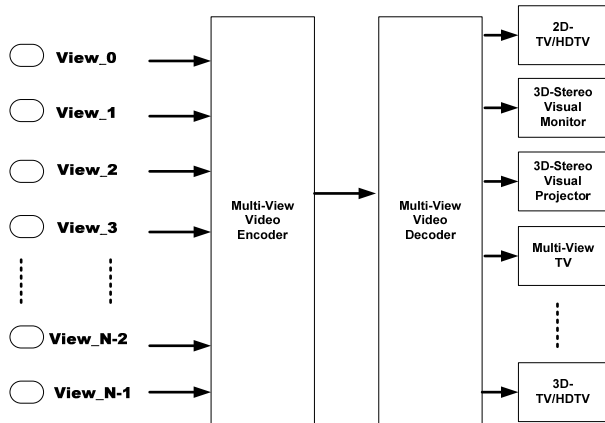 View_0
View_1
View_2
View_3
View_N-2
View_N-1
Multi-View
Video
Encoder
Multi-View
Video
Decoder
2D-
TV/HDTV
3D-Stereo
Visual
Monitor
3D-Stereo
Visual
Projector
Multi-View
TV
3D-
TV/HDTV